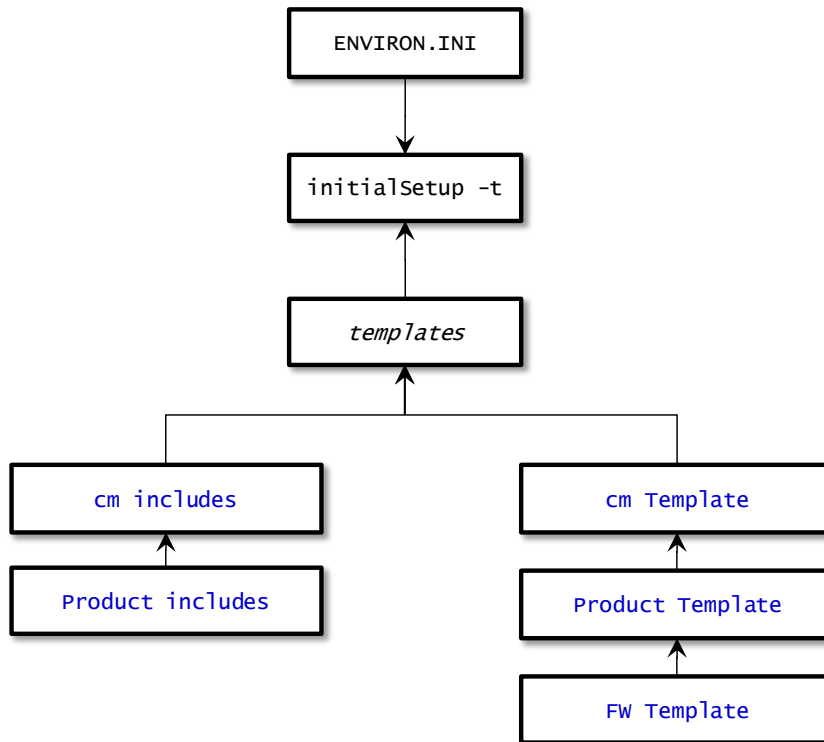 ENVIRON.INI
initialSetup -t
templates
cm includes
cm Template
Product includes
Product Template
FW Template